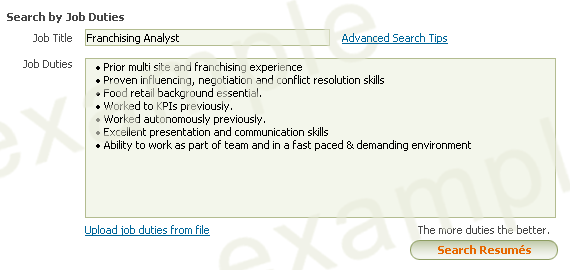 Search by Job Duties
Job Title Franchising Analyst Advanced Search Tips
Job Duties
• Prior multi site and franchising experience
• Proven influencing, negotiation and conflict resolution skills
• Food retail background essential.
• Worked to KPIs previously.
• Worked autonomously previously.
• Excellent presentation and communication skills
• Ability to work as part of team and in a fast paced & demanding environment
Upload job duties from file The more duties the better.
Search Resumés
example
example